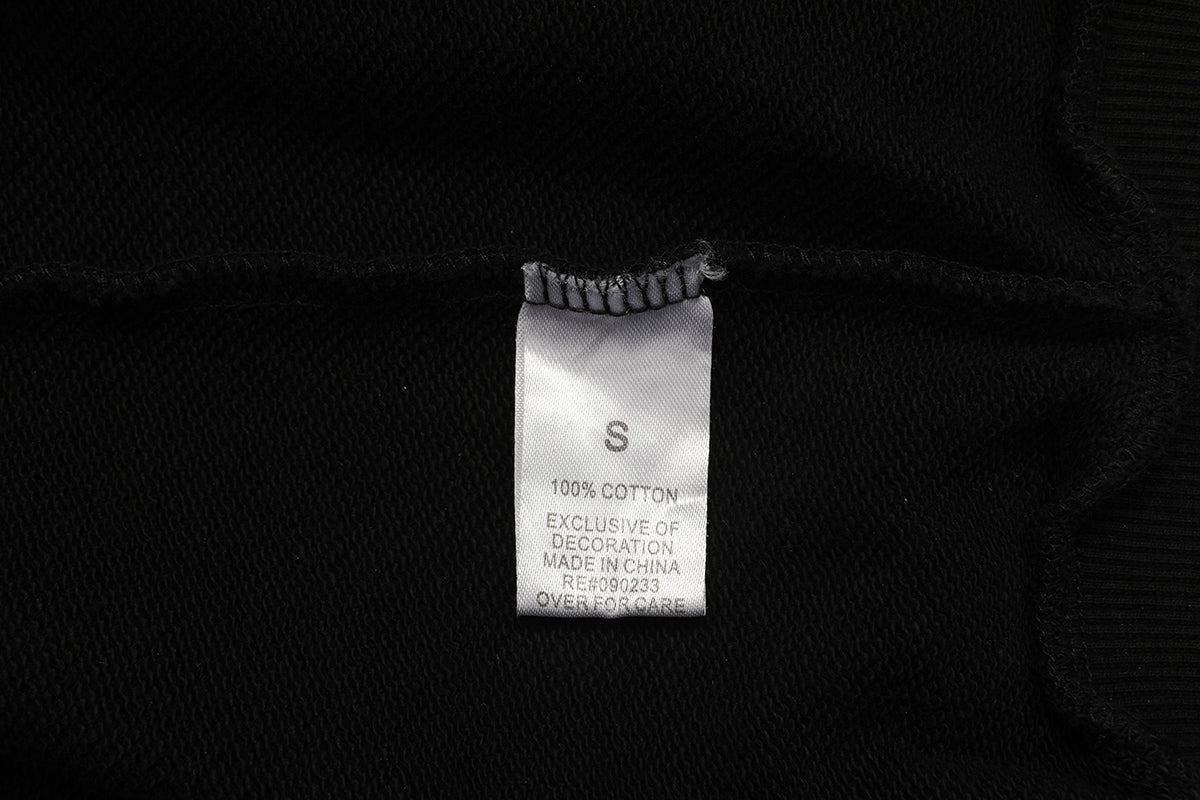 S
100% COTTON
EXCLUSIVE OF
DECORATION
MADE IN CHINA
RE#090233
OVER FOR CARE